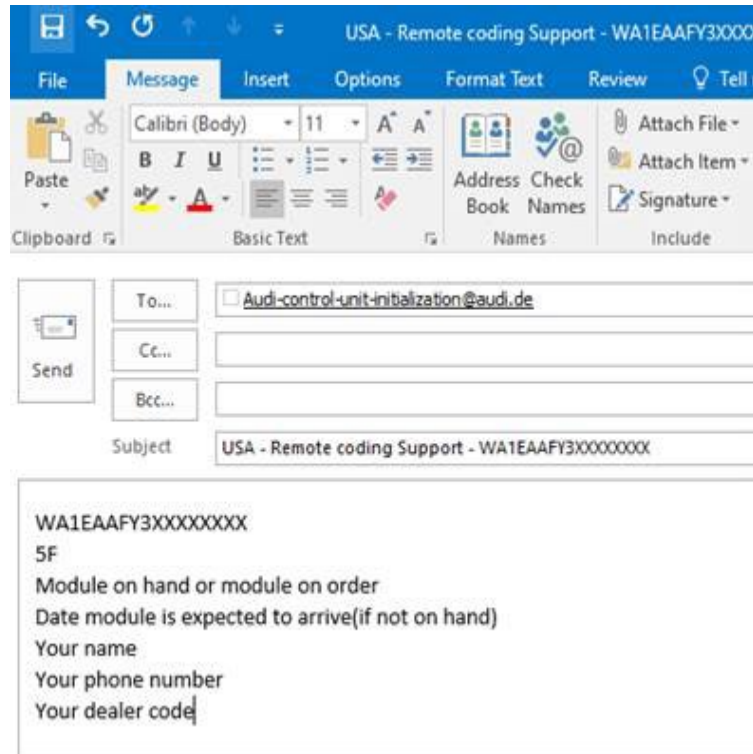 USA - Remote coding Support - WA1EAAFY3XXXX
File Message Insert Options Format Text Review Tell
Calibri (Body) 11 A A
Attach File
B I U
Attach Item
Paste
Address Book
Check Names
aby A
Signature
Clipboard Basic Text Names Include
To... Audi-control-unit-initialization@audi.de
Cc...
Send
Bcc...
Subject USA - Remote coding Support - WA1EAAFY3XXXXXXXX
WA1EAAFY3XXXXXXXX
5F
Module on hand or module on order
Date module is expected to arrive(if not on hand)
Your name
Your phone number
Your dealer code